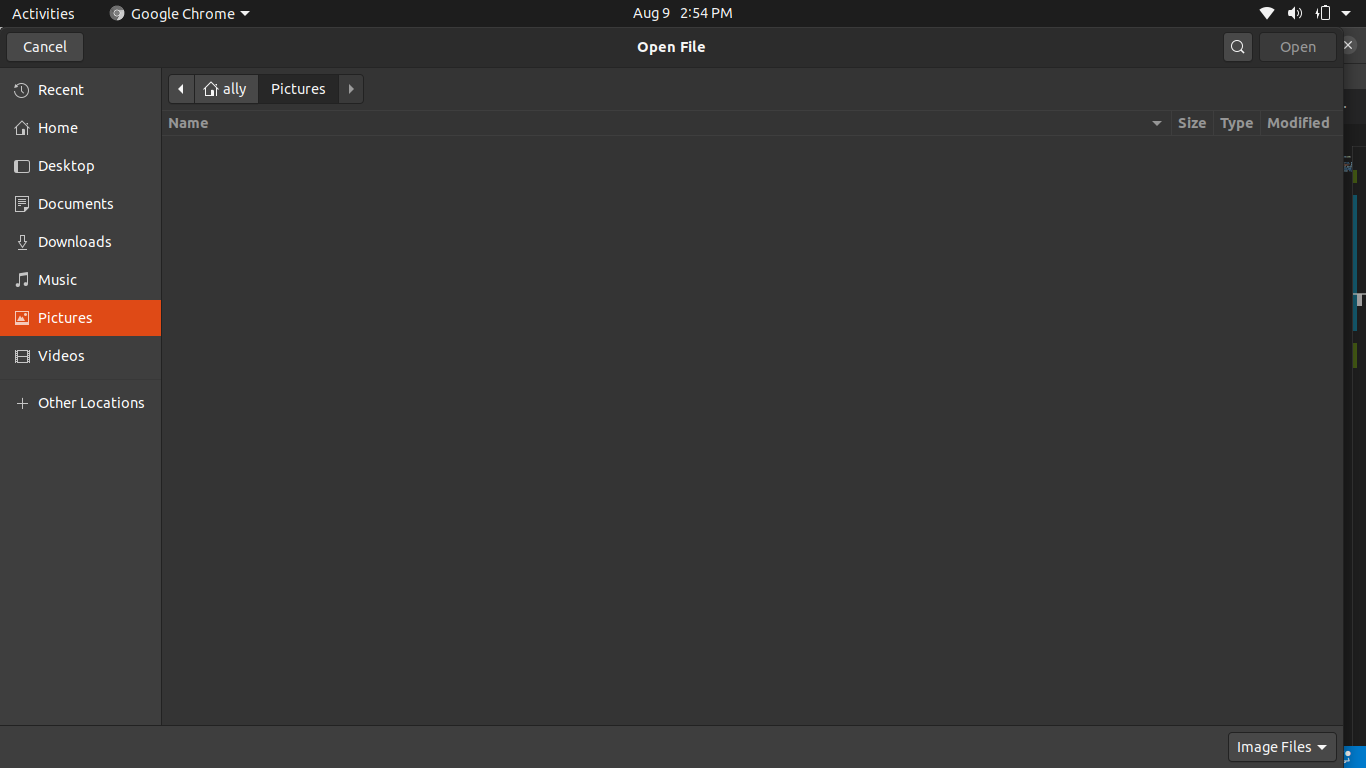 Activities Google Chrome Aug 9 2:54 PM
Cancel Open File Open
Recent
Home
Desktop
Documents
Downloads
Music
Pictures
Videos
Other Locations
ally Pictures
Name Size Type Modified
Image Files